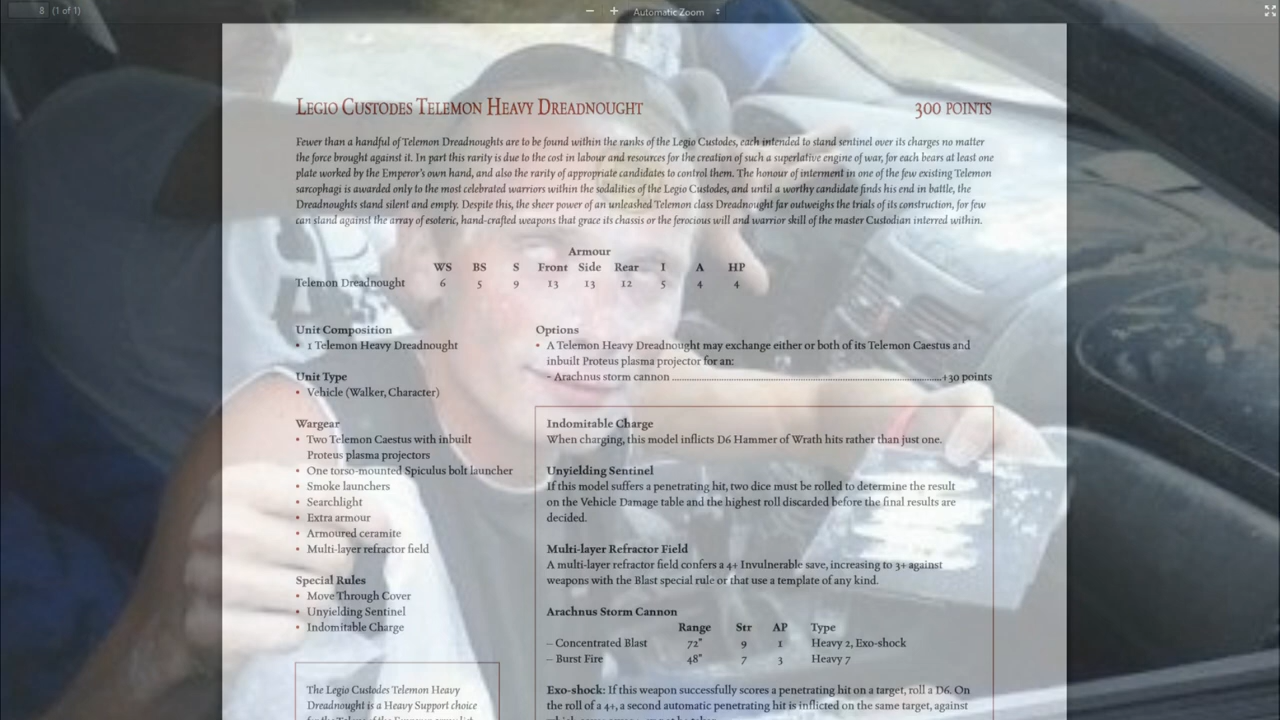 8 (1 of 1)
Automatic Zoom
LEGIO CUSTODES TELEMON HEAVY DREADNOUGHT 300 POINTS
Fewer than a handful of Telemon Dreadnoughts are to be found within the ranks of the Legio Custodes, each intended to stand sentinel over its charges no matter
the force brought against it. In part this rarity is due to the cost in labour and resources for the creation of such a superlative engine of war, for each bears at least one
plate worked by the Emperor's own hand, and also the rarity of appropriate candidates to control them. The honour of interment in one of the few existing Telemon
sarcophagi is awarded only to the most celebrated warriors within the sodalities of the Legio Custodes, and until a worthy candidate finds his end in battle, the
Dreadnoughts stand silent and empty. Despite this, the sheer power of an unleashed Telemon class Dreadnought far outweighs the trials of its construction, for few
can stand against the array of esoteric, hand-crafted weapons that grace its chassis or the ferocious will and warrior skill of the master Custodian interred within.
Armour
WS BS S Front Side Rear I A HP
Telemon Dreadnought 6 5 9 13 13 12 5 4 4
Unit Composition
• 1 Telemon Heavy Dreadnought
Unit Type
• Vehicle (Walker, Character)
Wargear
• Two Telemon Caestus with inbuilt
Proteus plasma projectors
• One torso-mounted Spiculus bolt launcher
• Smoke launchers
• Searchlight
• Extra armour
• Armoured ceramite
• Multi-layer refractor field
Special Rules
• Move Through Cover
• Unyielding Sentinel
• Indomitable Charge
The Legio Custodes Telemon Heavy
Dreadnought is a Heavy Support choice
Options
• A Telemon Heavy Dreadnought may exchange either or both of its Telemon Caestus and
inbuilt Proteus plasma projector for an:
- Arachnus storm cannon ........ +30 points
Indomitable Charge
When charging, this model inflicts D6 Hammer of Wrath hits rather than just one.
Unyielding Sentinel
If this model suffers a penetrating hit, two dice must be rolled to determine the result
on the Vehicle Damage table and the highest roll discarded before the final results are
decided.
Multi-layer Refractor Field
A multi-layer refractor field confers a 4+ Invulnerable save, increasing to 3+ against
weapons with the Blast special rule or that use a template of any kind.
Arachnus Storm Cannon
Range Str AP Type
– Concentrated Blast 72" 9 1 Heavy 2, Exo-shock
– Burst Fire 48" 7 3 Heavy 7
Exo-shock: If this weapon successfully scores a penetrating hit on a target, roll a D6. On
the roll of a 4+, a second automatic penetrating hit is inflicted on the same target, against